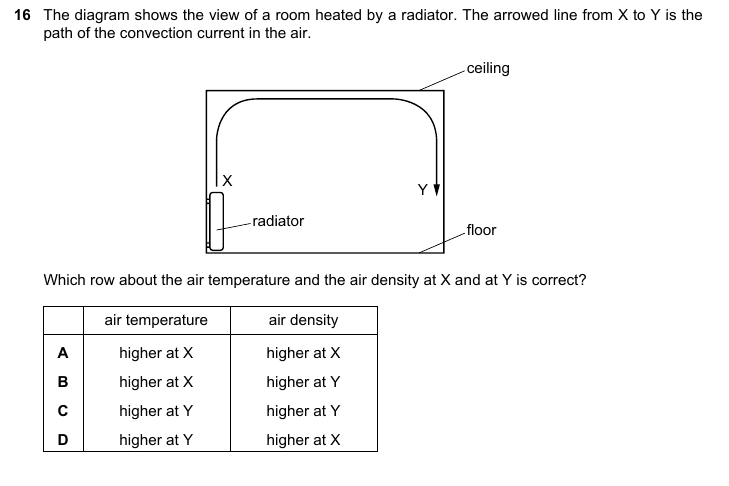 16 The diagram shows the view of a room heated by a radiator. The arrowed line from X to Y is the
path of the convection current in the air.
ceiling
X
Y
radiator
floor
Which row about the air temperature and the air density at X and at Y is correct?
air temperature air density
A higher at X higher at X
B higher at X higher at Y
C higher at Y higher at Y
D higher at Y higher at X